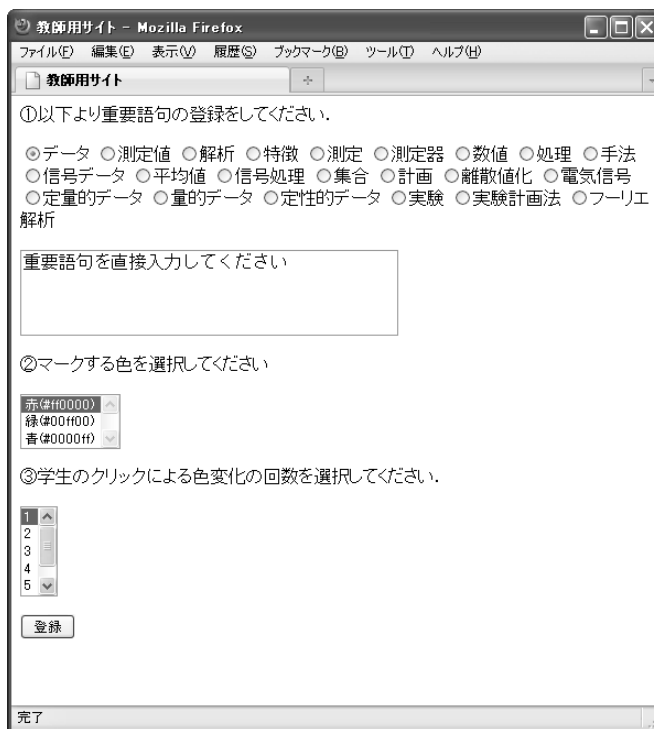 教師用サイト - Mozilla Firefox
ファイル(F) 編集(E) 表示(V) 履歴(S) ブックマーク(B) ツール(T) ヘルプ(H)
教師用サイト
①以下より重要語句の登録をしてください.
データ 測定値 解析 特徴 測定 測定器 数値 処理 手法
信号データ 平均値 信号処理 集合 計画 離散値化 電気信号
定量的データ 量的データ 定性的データ 実験 実験計画法 フーリエ
解析
重要語句を直接入力してください
②マークする色を選択してください
赤(#ff0000)
緑(#00ff00)
青(#0000ff)
③学生のクリックによる色変化の回数を選択してください.
1
2
3
4
5
登録
完了